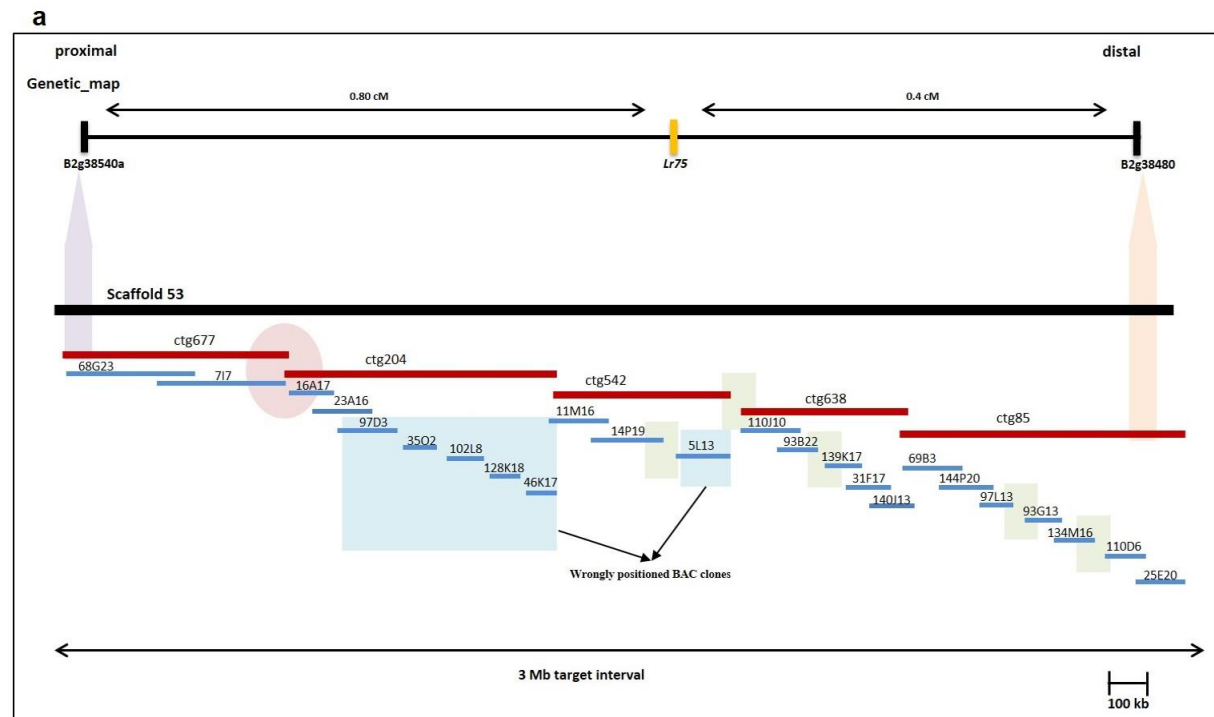 a
proximal
distal
Genetic_map
0.80 cM
0.4 cM
B2g38540a
Lr75
B2g38480
Scaffold 53
ctg677
68G23
7I7
ctg204
16A17
23A16
97D3
35O2
102L8
128K18
46K17
ctg542
11M16
14P19
5L13
ctg638
110J10
93B22
139K17
31F17
140J13
ctg85
69B3
144P20
97L13
93G13
134M16
110D6
25E20
Wrongly positioned BAC clones
3 Mb target interval
100 kb